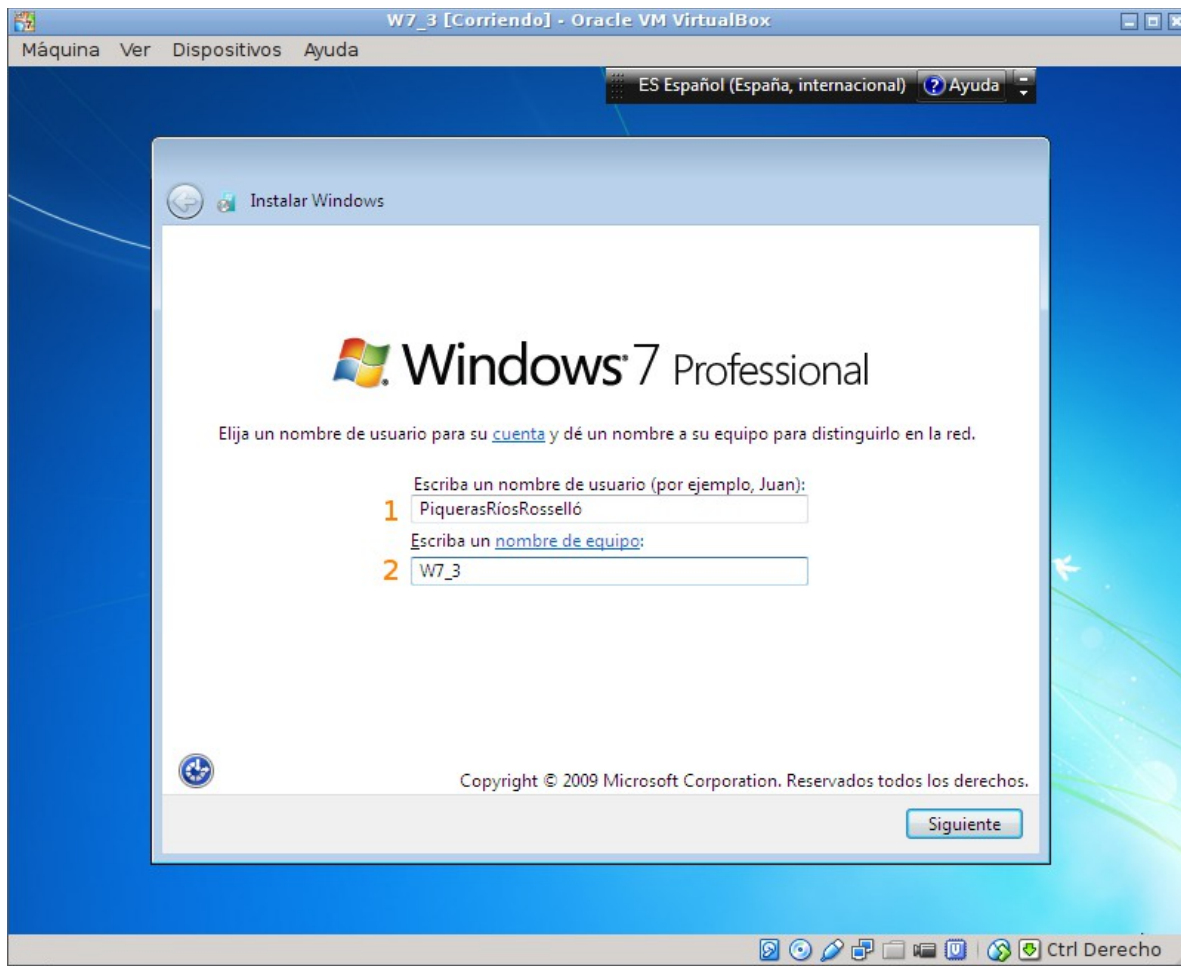 W7_3 [Corriendo] - Oracle VM VirtualBox
Máquina Ver Dispositivos Ayuda
ES Español (España, internacional) ? Ayuda
Instalar Windows
Windows 7 Professional
Elija un nombre de usuario para su cuenta y dé un nombre a su equipo para distinguirlo en la red.
Escriba un nombre de usuario (por ejemplo, Juan):
1 PiquerasRíosRosselló
Escriba un nombre de equipo:
2 W7_3
Copyright © 2009 Microsoft Corporation. Reservados todos los derechos.
Siguiente
Ctrl Derecho